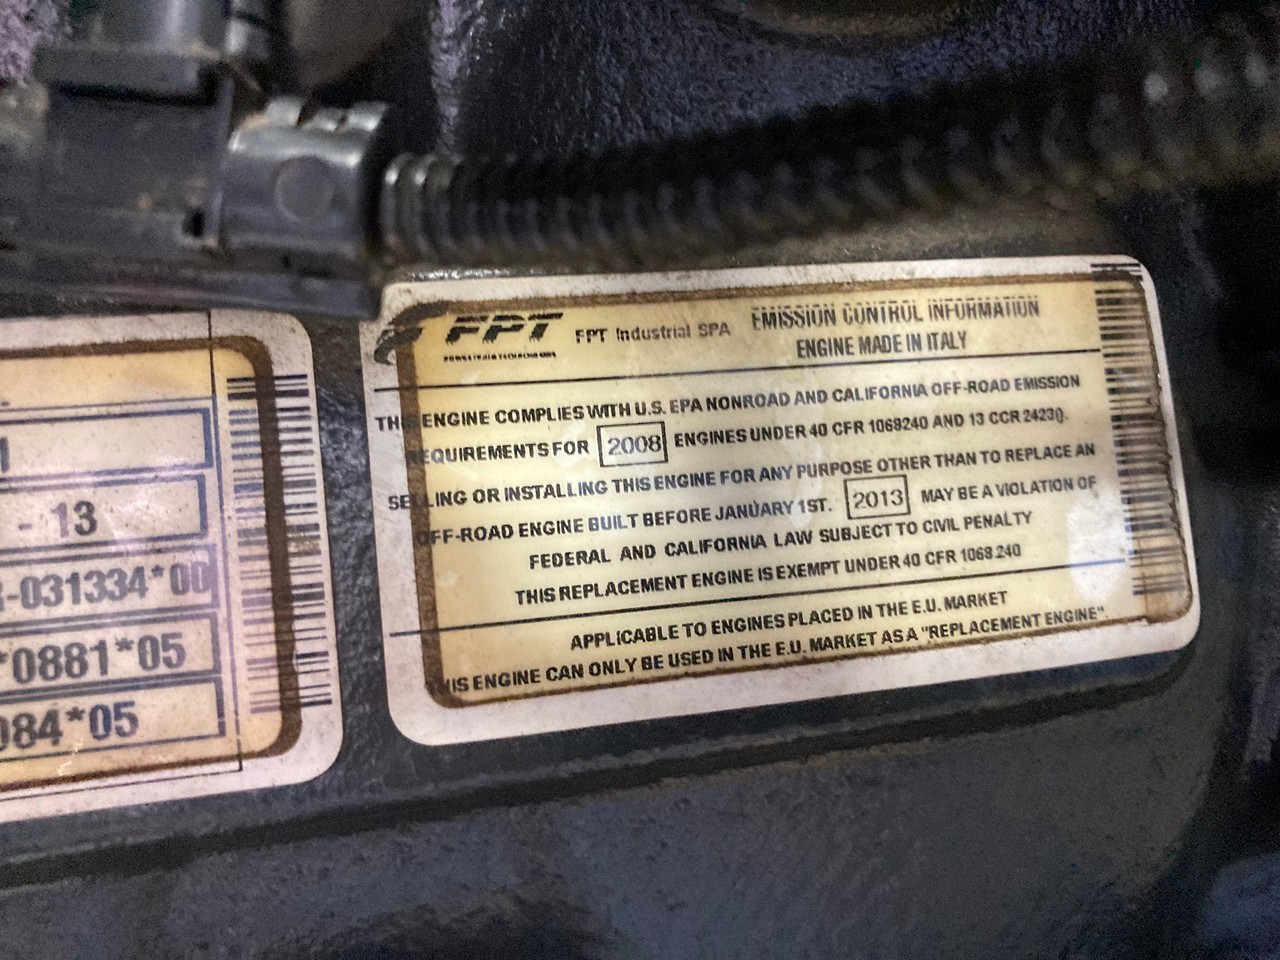 1
- 13
-031334*00
*0881*05
084*05
FPT FPT Industrial SPA EMISSION CONTROL INFORMATION
POWERTRAIN TECHNOLOGIES
ENGINE MADE IN ITALY
THIS ENGINE COMPLIES WITH U.S. EPA NONROAD AND CALIFORNIA OFF-ROAD EMISSION
REQUIREMENTS FOR 2008 ENGINES UNDER 40 CFR 1068240 AND 13 CCR 2423().
SELLING OR INSTALLING THIS ENGINE FOR ANY PURPOSE OTHER THAN TO REPLACE AN
OFF-ROAD ENGINE BUILT BEFORE JANUARY 1ST. 2013 MAY BE A VIOLATION OF
FEDERAL AND CALIFORNIA LAW SUBJECT TO CIVIL PENALTY
THIS REPLACEMENT ENGINE IS EXEMPT UNDER 40 CFR 1068.240
APPLICABLE TO ENGINES PLACED IN THE E.U. MARKET
THIS ENGINE CAN ONLY BE USED IN THE E.U. MARKET AS A "REPLACEMENT ENGINE".